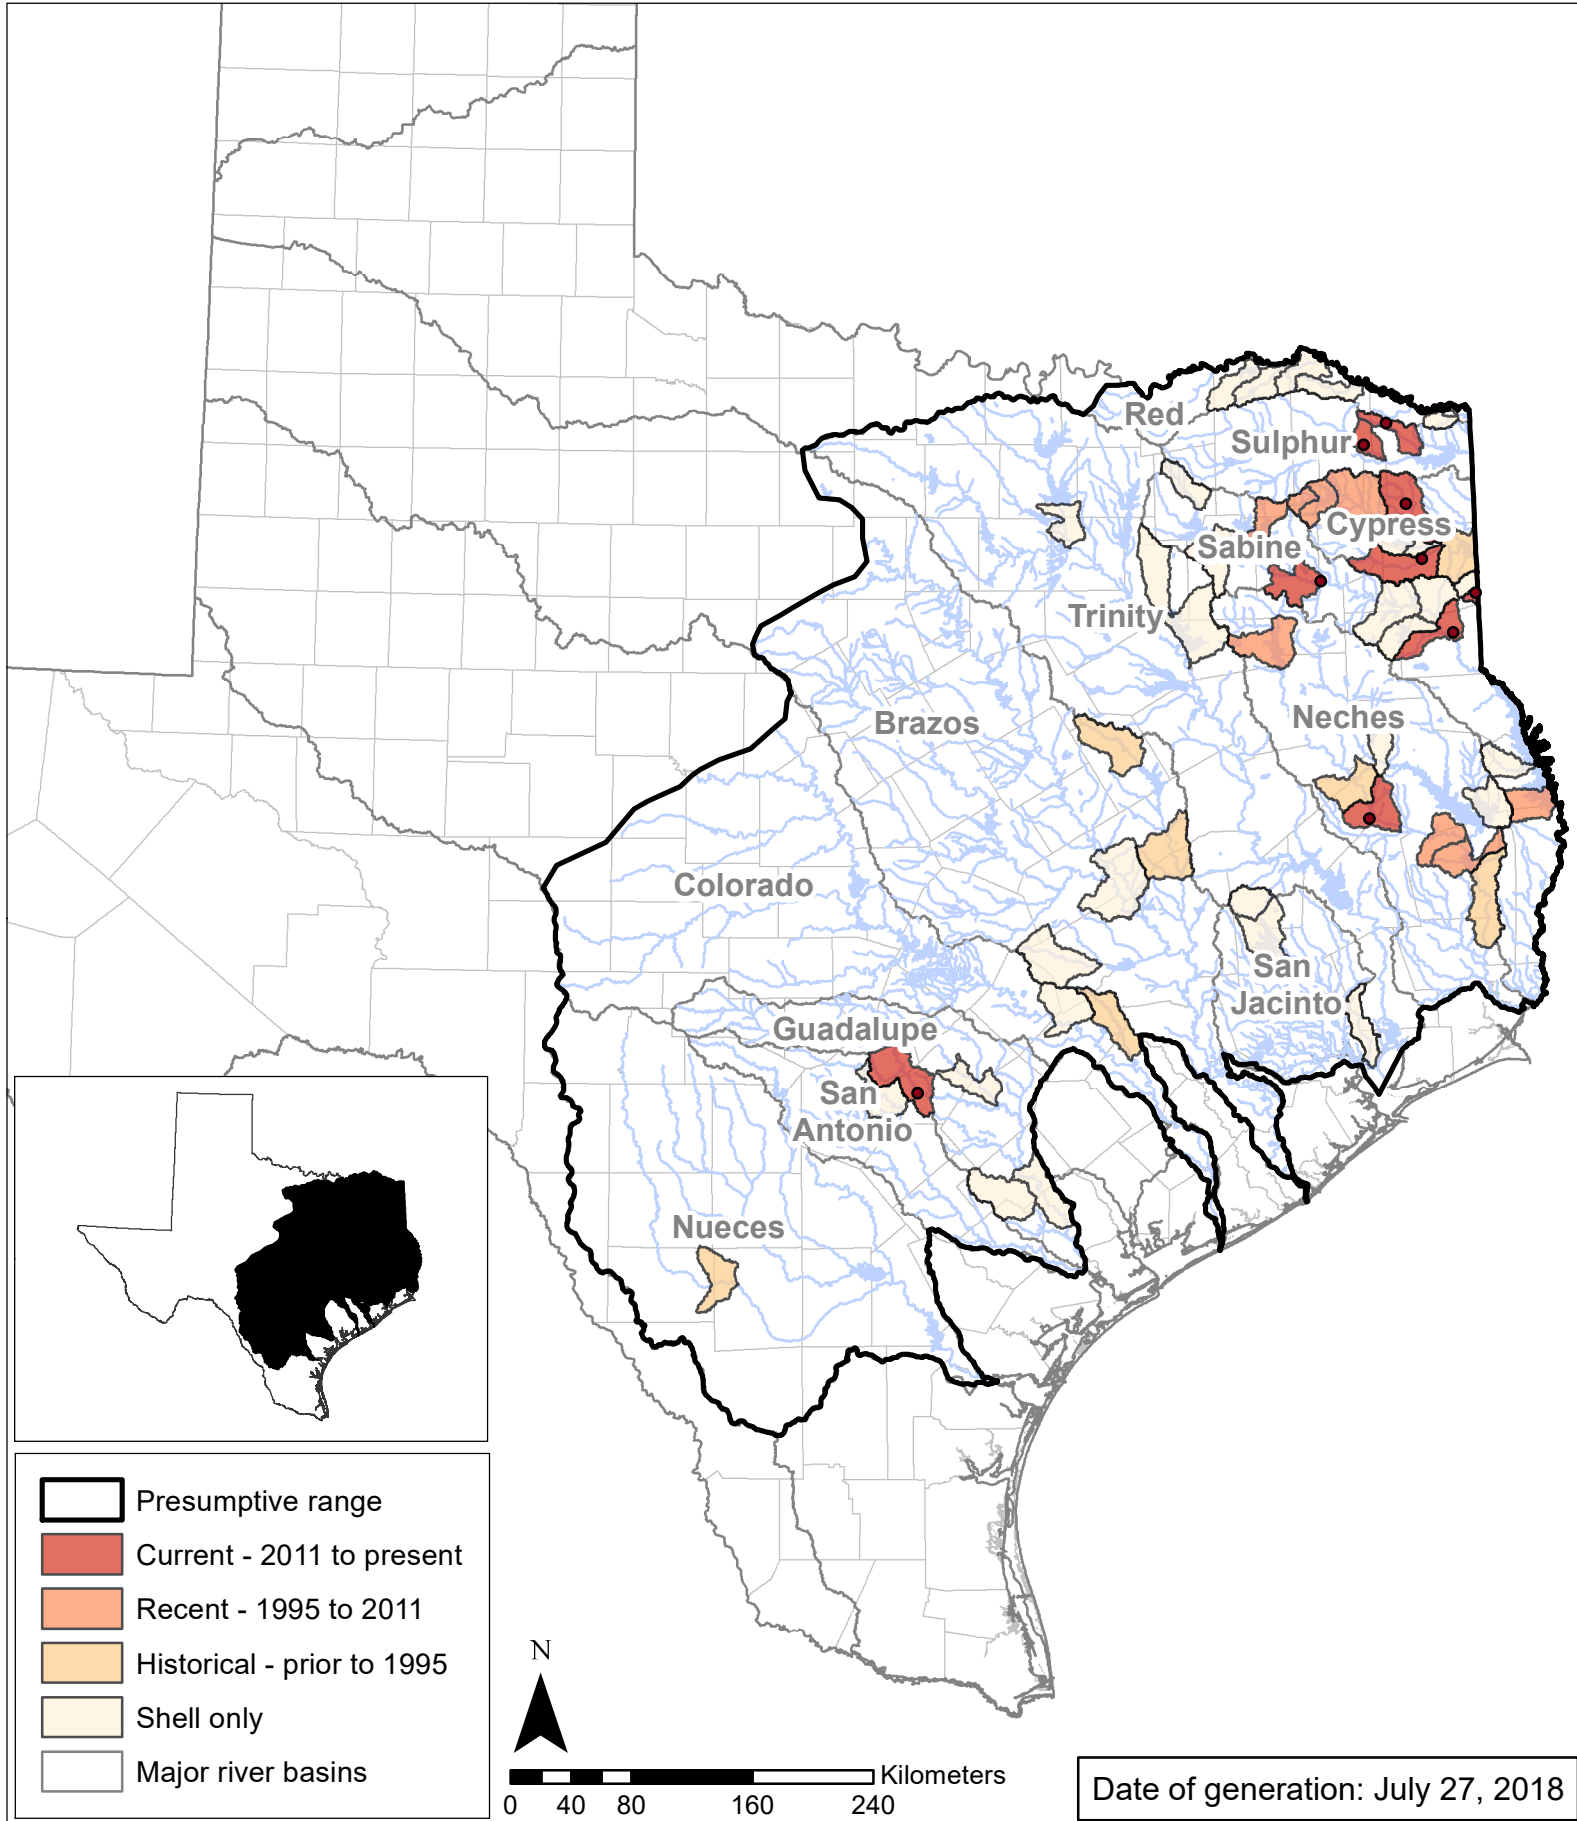 Red
Sulphur
Cypress
Sabine
Trinity
Neches
Brazos
Colorado
San
Jacinto
Guadalupe
San
Antonio
Nueces
Presumptive range
Current - 2011 to present
Recent - 1995 to 2011
Historical - prior to 1995
Shell only
Major river basins
N
Kilometers
0 40 80 160 240
Date of generation: July 27, 2018